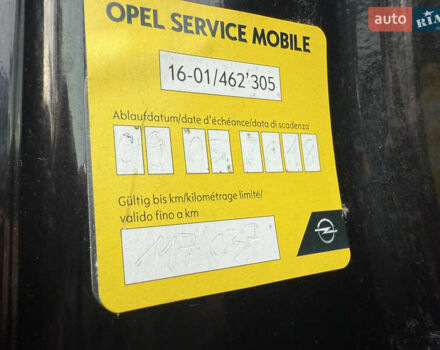 auto RIA
OPEL SERVICE MOBILE
16-01/462'305
Ablaufdatum/date d'échéance/data di scadenza
Gültig bis km/kilométrage limité/
valido fino a km